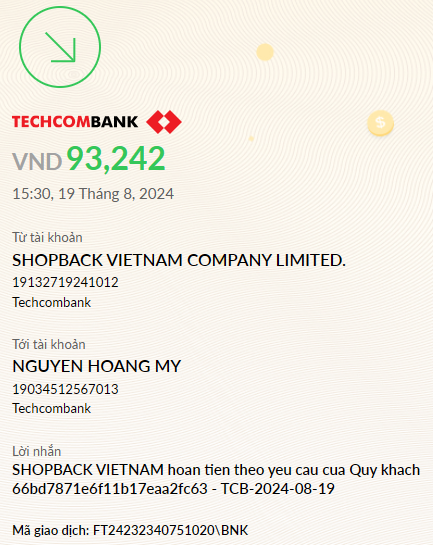 TECHCOMBANK
VND 93,242
15:30, 19 Tháng 8, 2024
Từ tài khoản
SHOPBACK VIETNAM COMPANY LIMITED.
19132719241012
Techcombank
Tới tài khoản
NGUYEN HOANG MY
19034512567013
Techcombank
Lời nhắn
SHOPBACK VIETNAM hoan tien theo yeu cau cua Quy khach
66bd7871e6f11b17eaa2fc63 - TCB-2024-08-19
Mã giao dịch: FT24232340751020\BNK